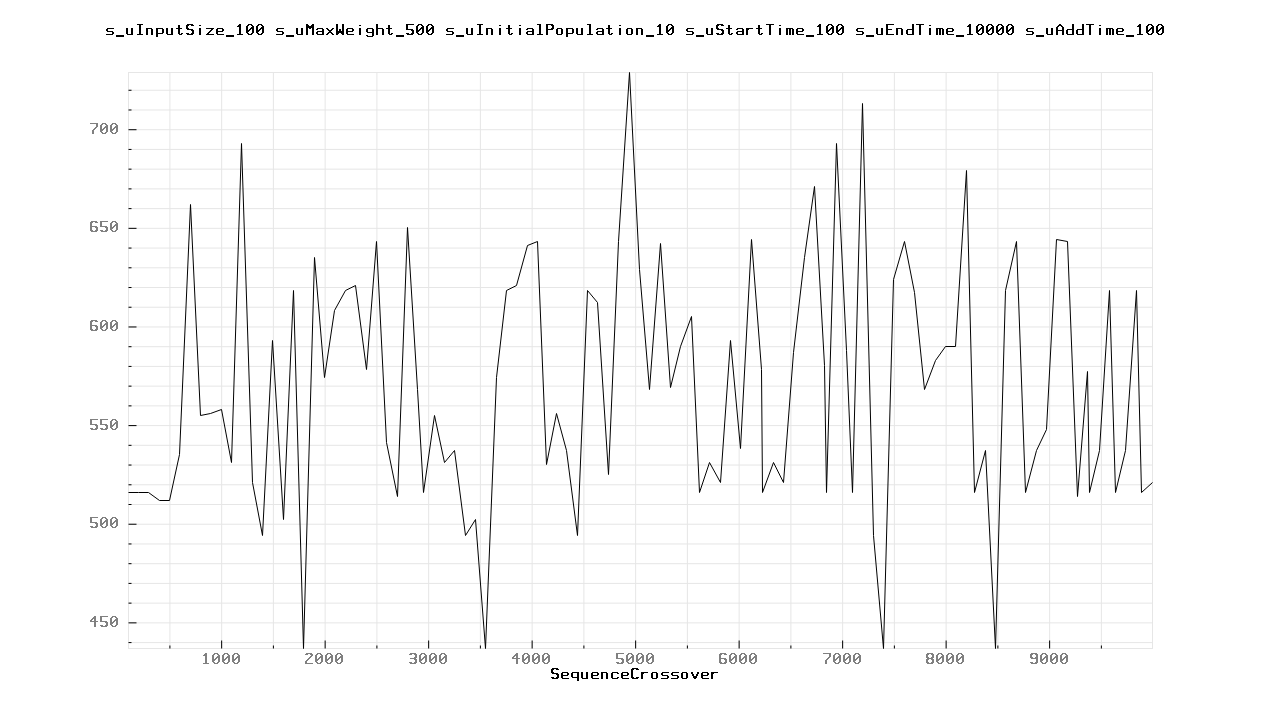 s_uInputSize_100 s_uMaxWeight_500 s_uInitialPopulation_10 s_uStartTime_100 s_uEndTime_10000 s_uAddTime_100
700
650
600
550
500
450
1000 2000 3000 4000 5000 6000 7000 8000 9000
SequenceCrossover